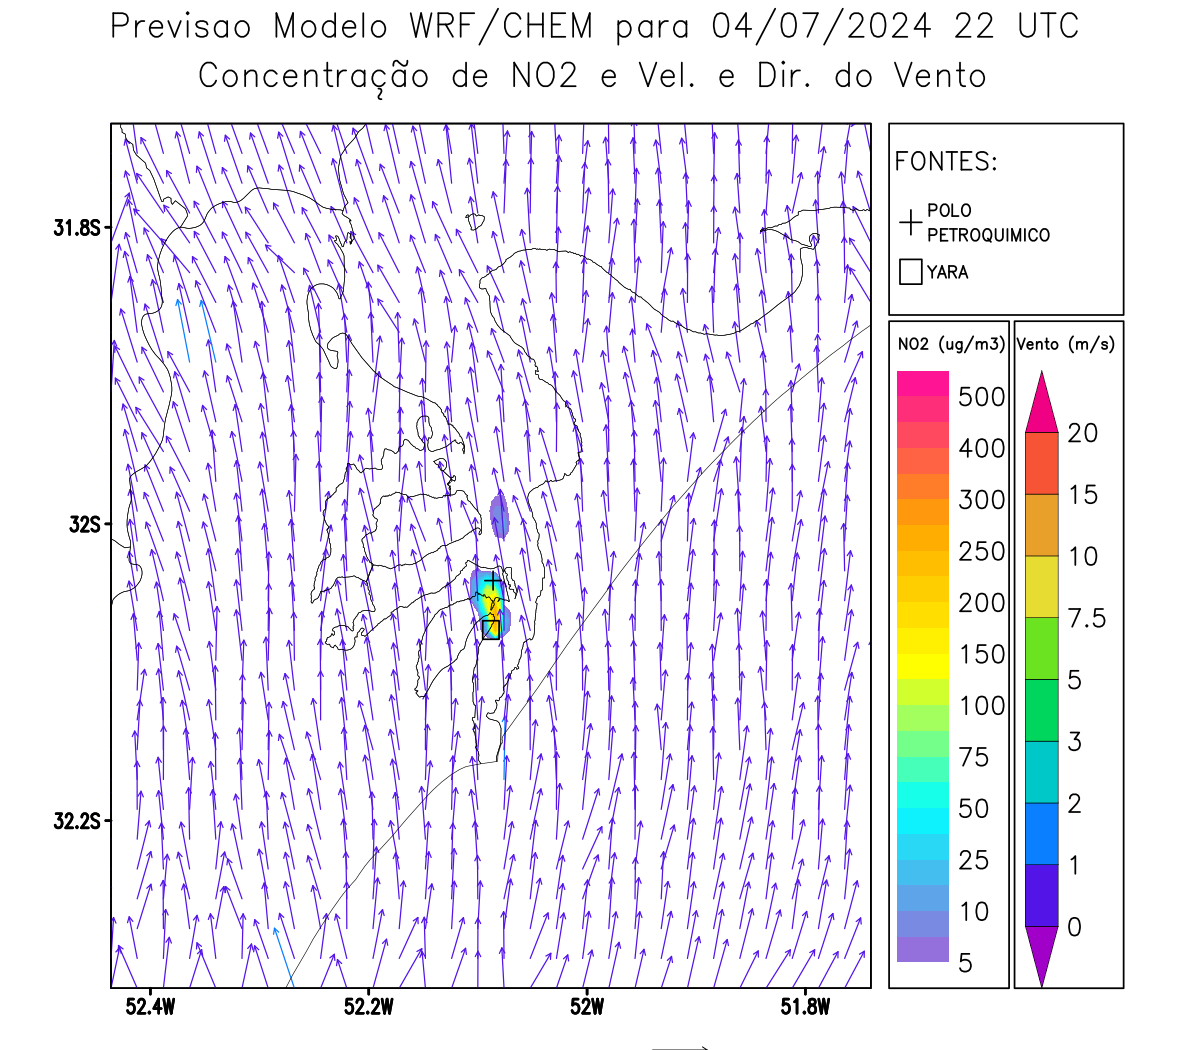 Previsao Modelo WRF/CHEM para 04/07/2024 22 UTC
Concentração de NO2 e Vel. e Dir. do Vento
FONTES:
POLO
PETROQUIMICO
YARA
NO2 (ug/m3)
500
400
300
250
200
150
100
75
50
25
10
5
Vento (m/s)
20
15
10
7.5
5
3
2
1
0
31.8S
32S
32.2S
52.4W
52.2W
52W
51.8W